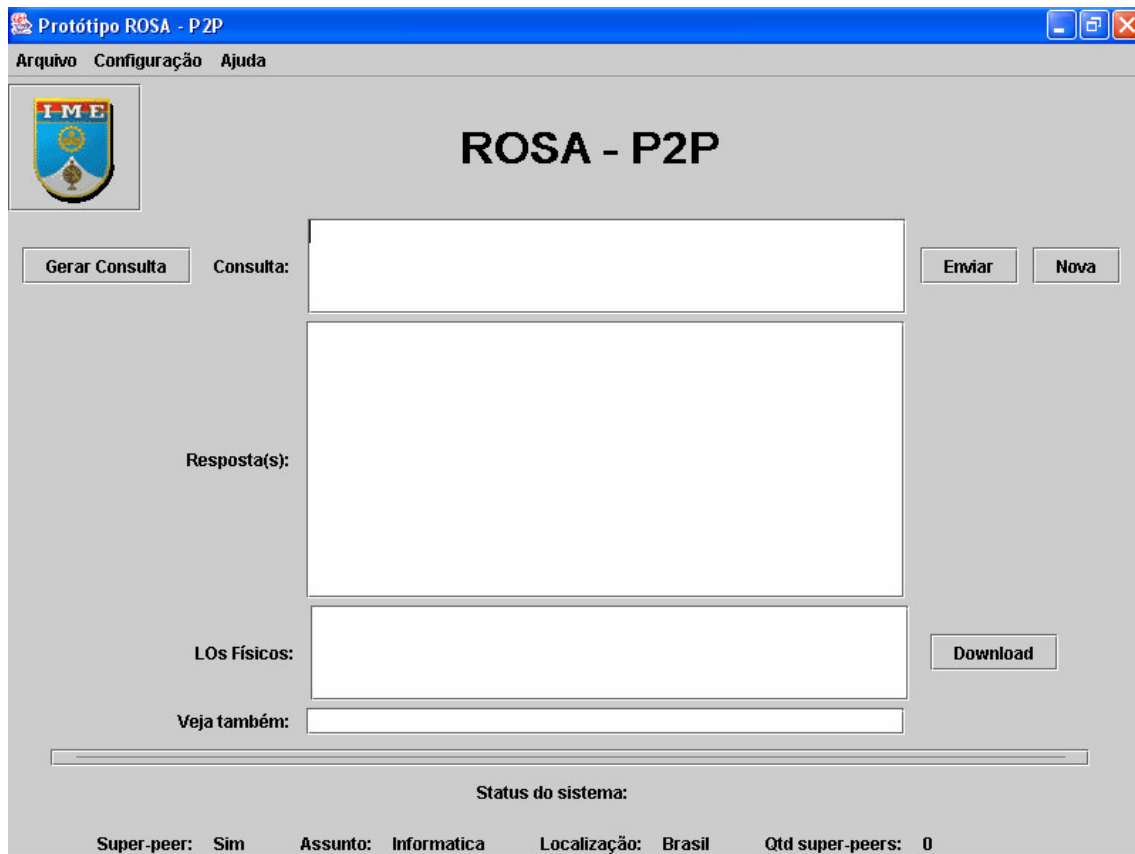 Protótipo ROSA - P2P
Arquivo Configuração Ajuda
IME
ROSA - P2P
Gerar Consulta Consulta: Enviar Nova
Resposta(s):
LOs Físicos: Download
Veja também:
Status do sistema:
Super-peer: Sim Assunto: Informatica Localização: Brasil Qtd super-peers: 0